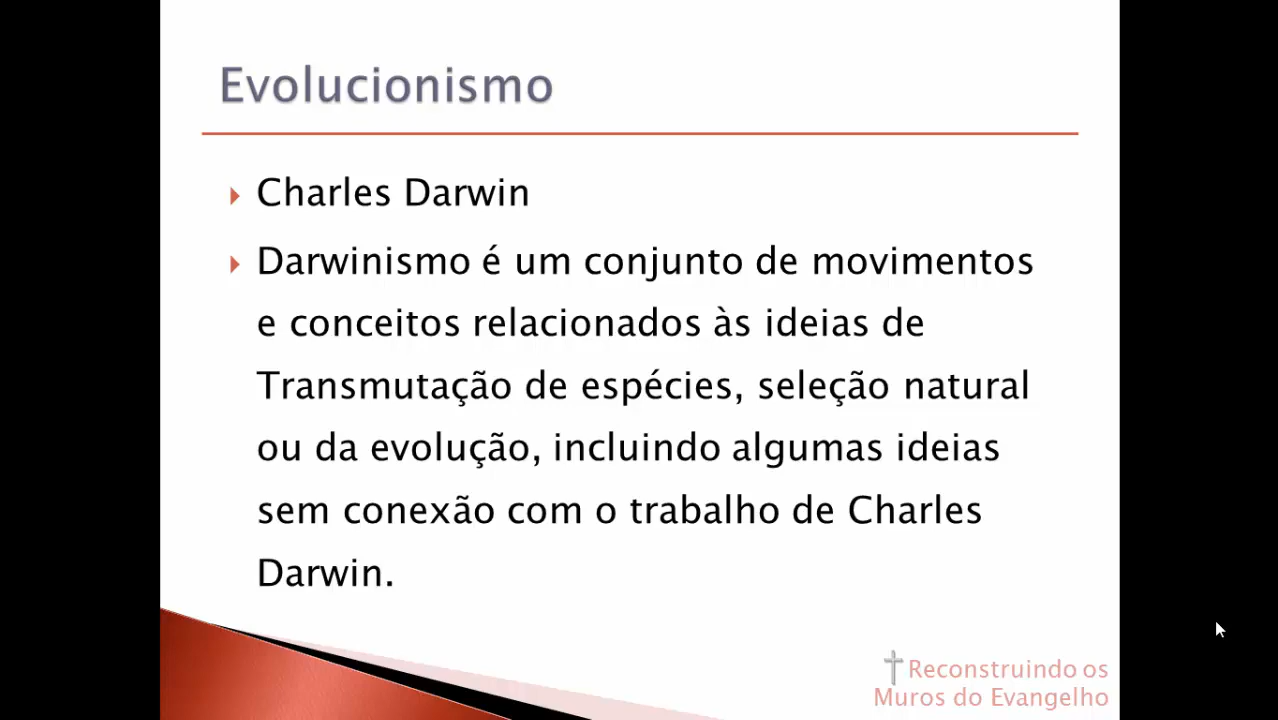 Evolucionismo
Charles Darwin
Darwinismo é um conjunto de movimentos
e conceitos relacionados às ideias de
Transmutação de espécies, seleção natural
ou da evolução, incluindo algumas ideias
sem conexão com o trabalho de Charles
Darwin.
Reconstruindo os
Muros do Evangelho